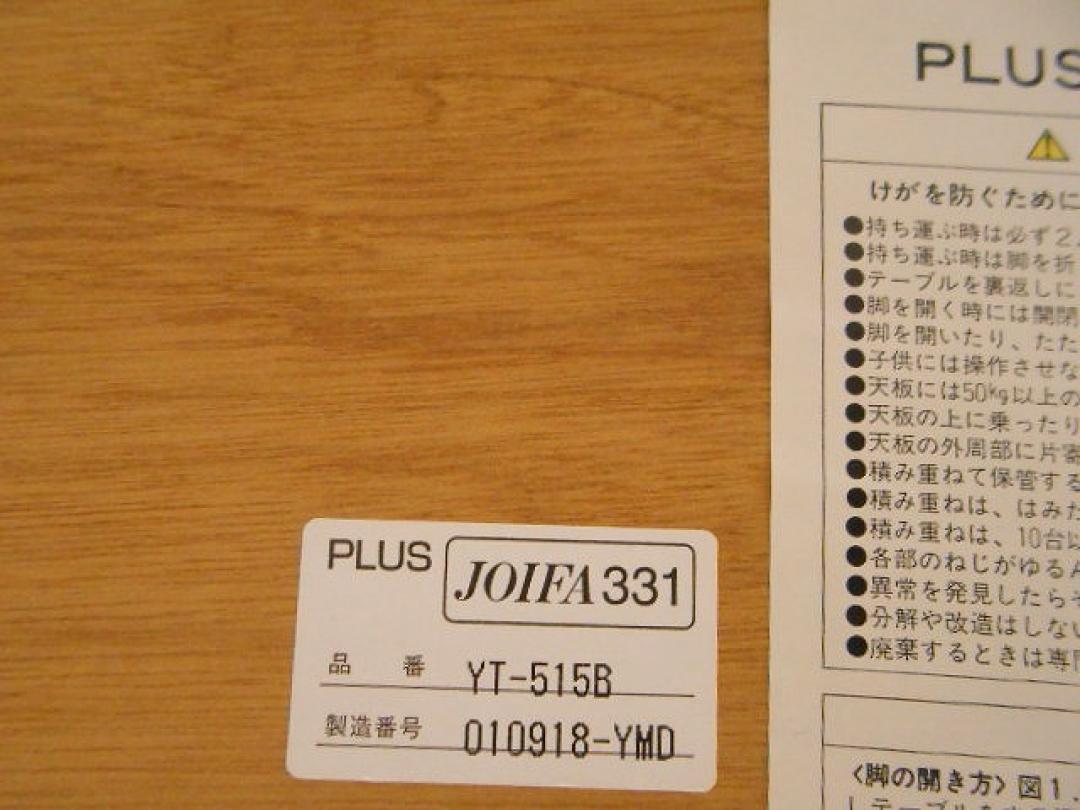 PLUS JOIFA 331
品 番 YT-515B
製造番号 010918-YMD
PLUS
けがを防ぐために
●持ち運ぶ時は必ず2
●持ち運ぶ時は脚を折
●テーブルを裏返しに
●脚を開く時には開閉
●脚を開いたり、たた
●子供には操作させな
●天板には50kg以上の
●天板の上に乗ったり
●天板の外周部に片寄
●積み重ねて保管する
●積み重ねは、はみた
●積み重ねは、10台以
●各部のねじがゆる
●異常を発見したらそ
●分解や改造はしない
●廃棄するときは専門
〈脚の開き方〉図1
テーブル